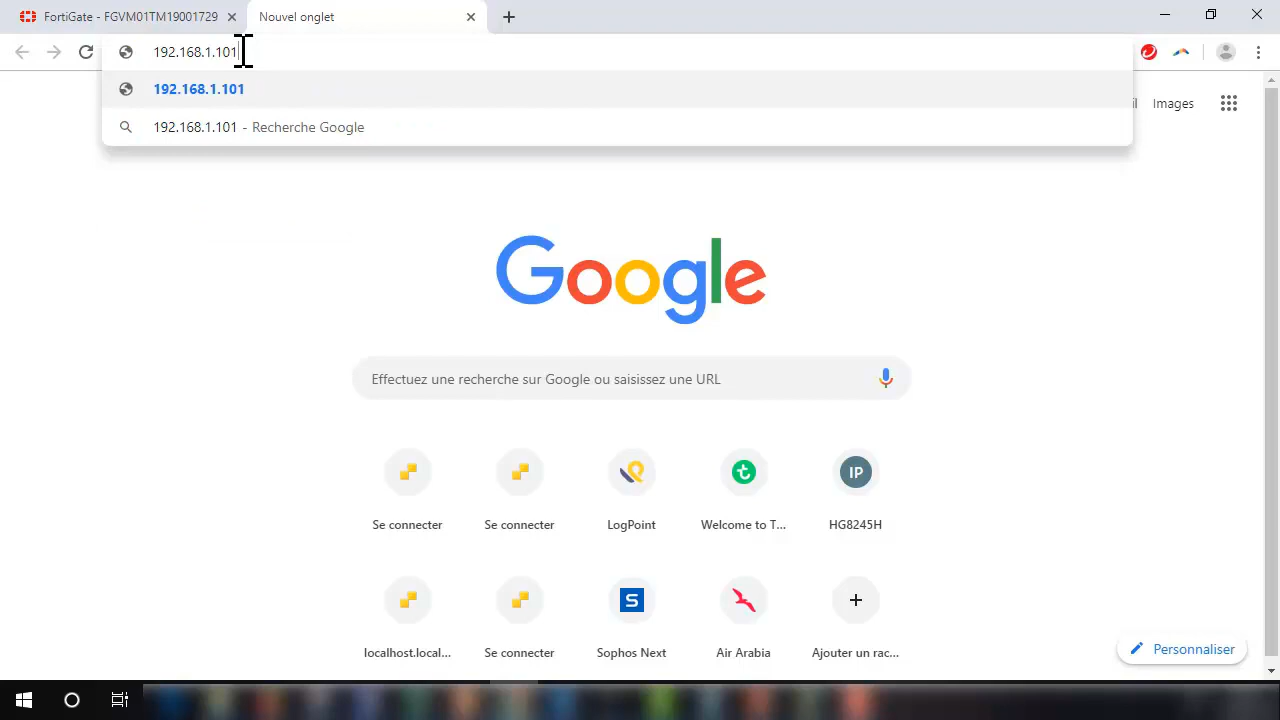 FortiGate - FGVM01TM19001729
Nouvel onglet
192.168.1.101
192.168.1.101
192.168.1.101 - Recherche Google
il
Images
Google
Effectuez une recherche sur Google ou saisissez une URL
IP
Se connecter
Se connecter
LogPoint
Welcome to T...
HG8245H
S
localhost.local...
Se connecter
Sophos Next
Air Arabia
Ajouter un rac...
Personnaliser